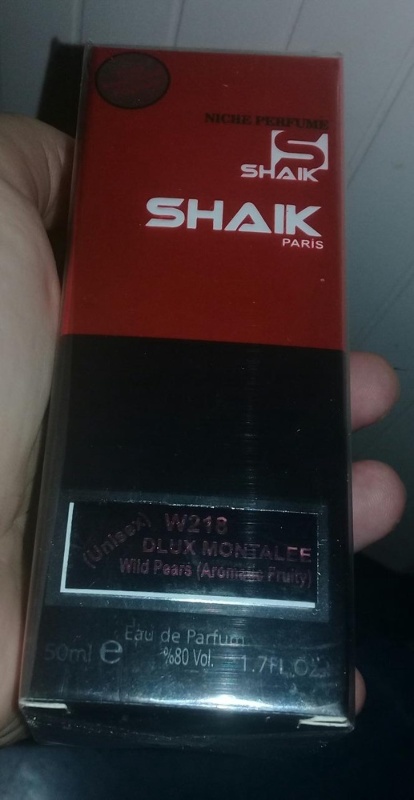 NICHE PERFUME
S
SHAIK
SHAIK
PARİS
(Unisex) W218
DLUX MONTALEE
Wild Pears (Aromatic Fruity)
Eau de Parfum
50ml e %80 Vol. 1.7FL.OZ